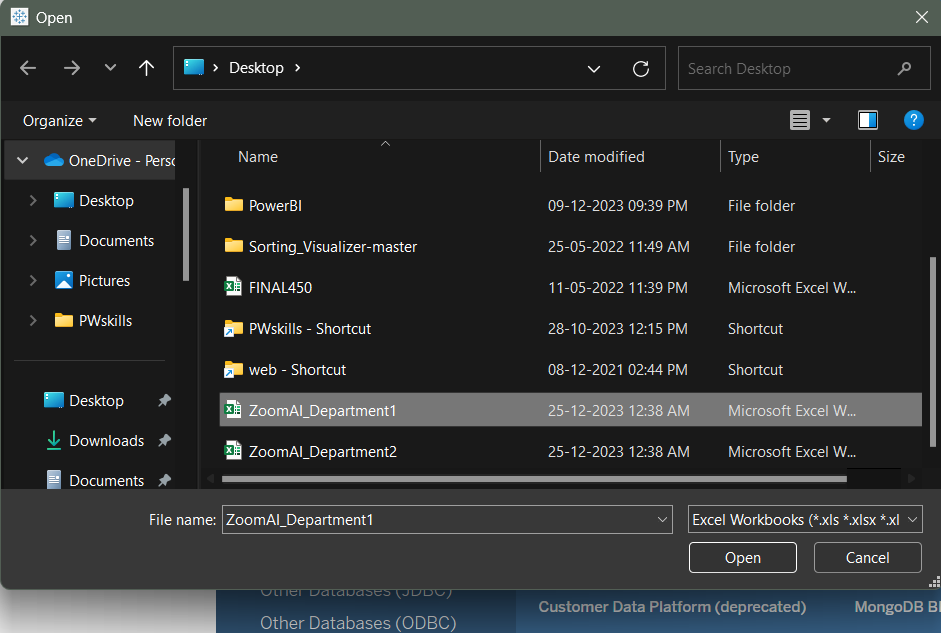 Open
Desktop
Search Desktop
Organize New folder
OneDrive - Perso
Desktop
Documents
Pictures
PWskills
Desktop
Downloads
Documents
Name Date modified Type Size
PowerBI 09-12-2023 09:39 PM File folder
Sorting_Visualizer-master 25-05-2022 11:49 AM File folder
FINAL450 11-05-2022 11:39 PM Microsoft Excel W...
PWskills - Shortcut 28-10-2023 12:15 PM Shortcut
web - Shortcut 08-12-2021 02:44 PM Shortcut
ZoomAI_Department1 25-12-2023 12:38 AM Microsoft Excel W...
ZoomAI_Department2 25-12-2023 12:38 AM Microsoft Excel W...
File name: ZoomAI_Department1 Excel Workbooks (*.xls *.xlsx *.xl
Open Cancel
Other Databases (JDBC)
Customer Data Platform (deprecated) MongoDB BI
Other Databases (ODBC)